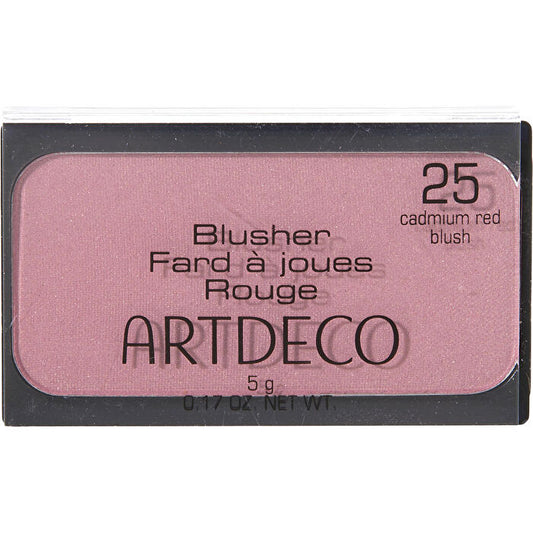 25
cadmium red
blush
Blusher
Fard à joues
Rouge
ARTDECO
5 g
0.17 OZ. NET WT.